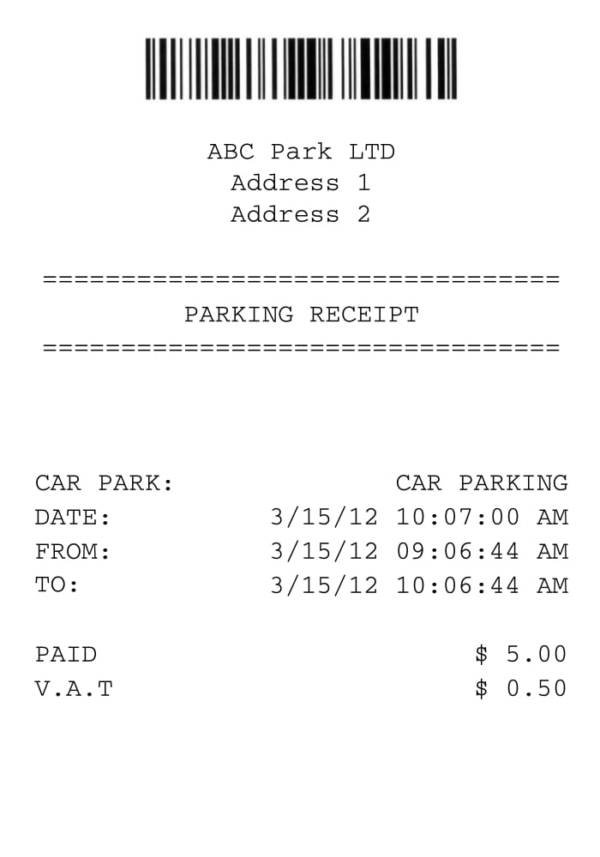 ABC Park LTD
Address 1
Address 2
=================================
PARKING RECEIPT
=================================
CAR PARK: CAR PARKING
DATE: 3/15/12 10:07:00 AM
FROM: 3/15/12 09:06:44 AM
TO: 3/15/12 10:06:44 AM
PAID $ 5.00
V.A.T $ 0.50